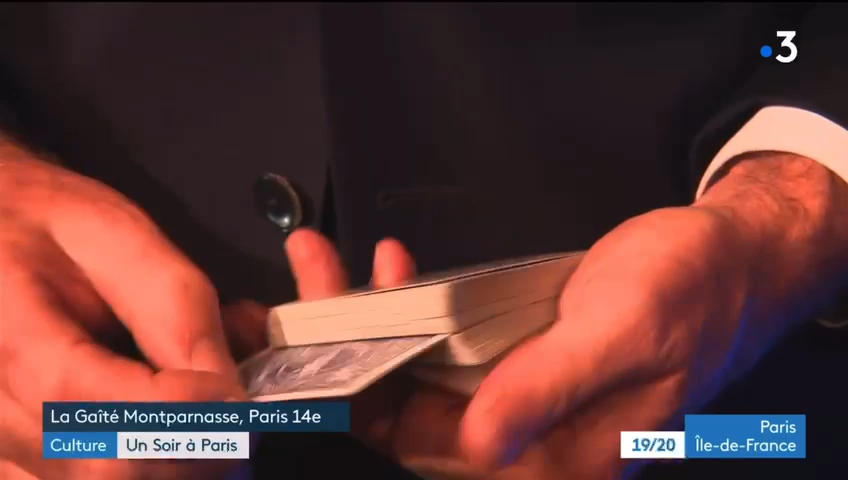 3
La Gaîté Montparnasse, Paris 14e
Culture Un Soir à Paris
Paris
19/20 Île-de-France